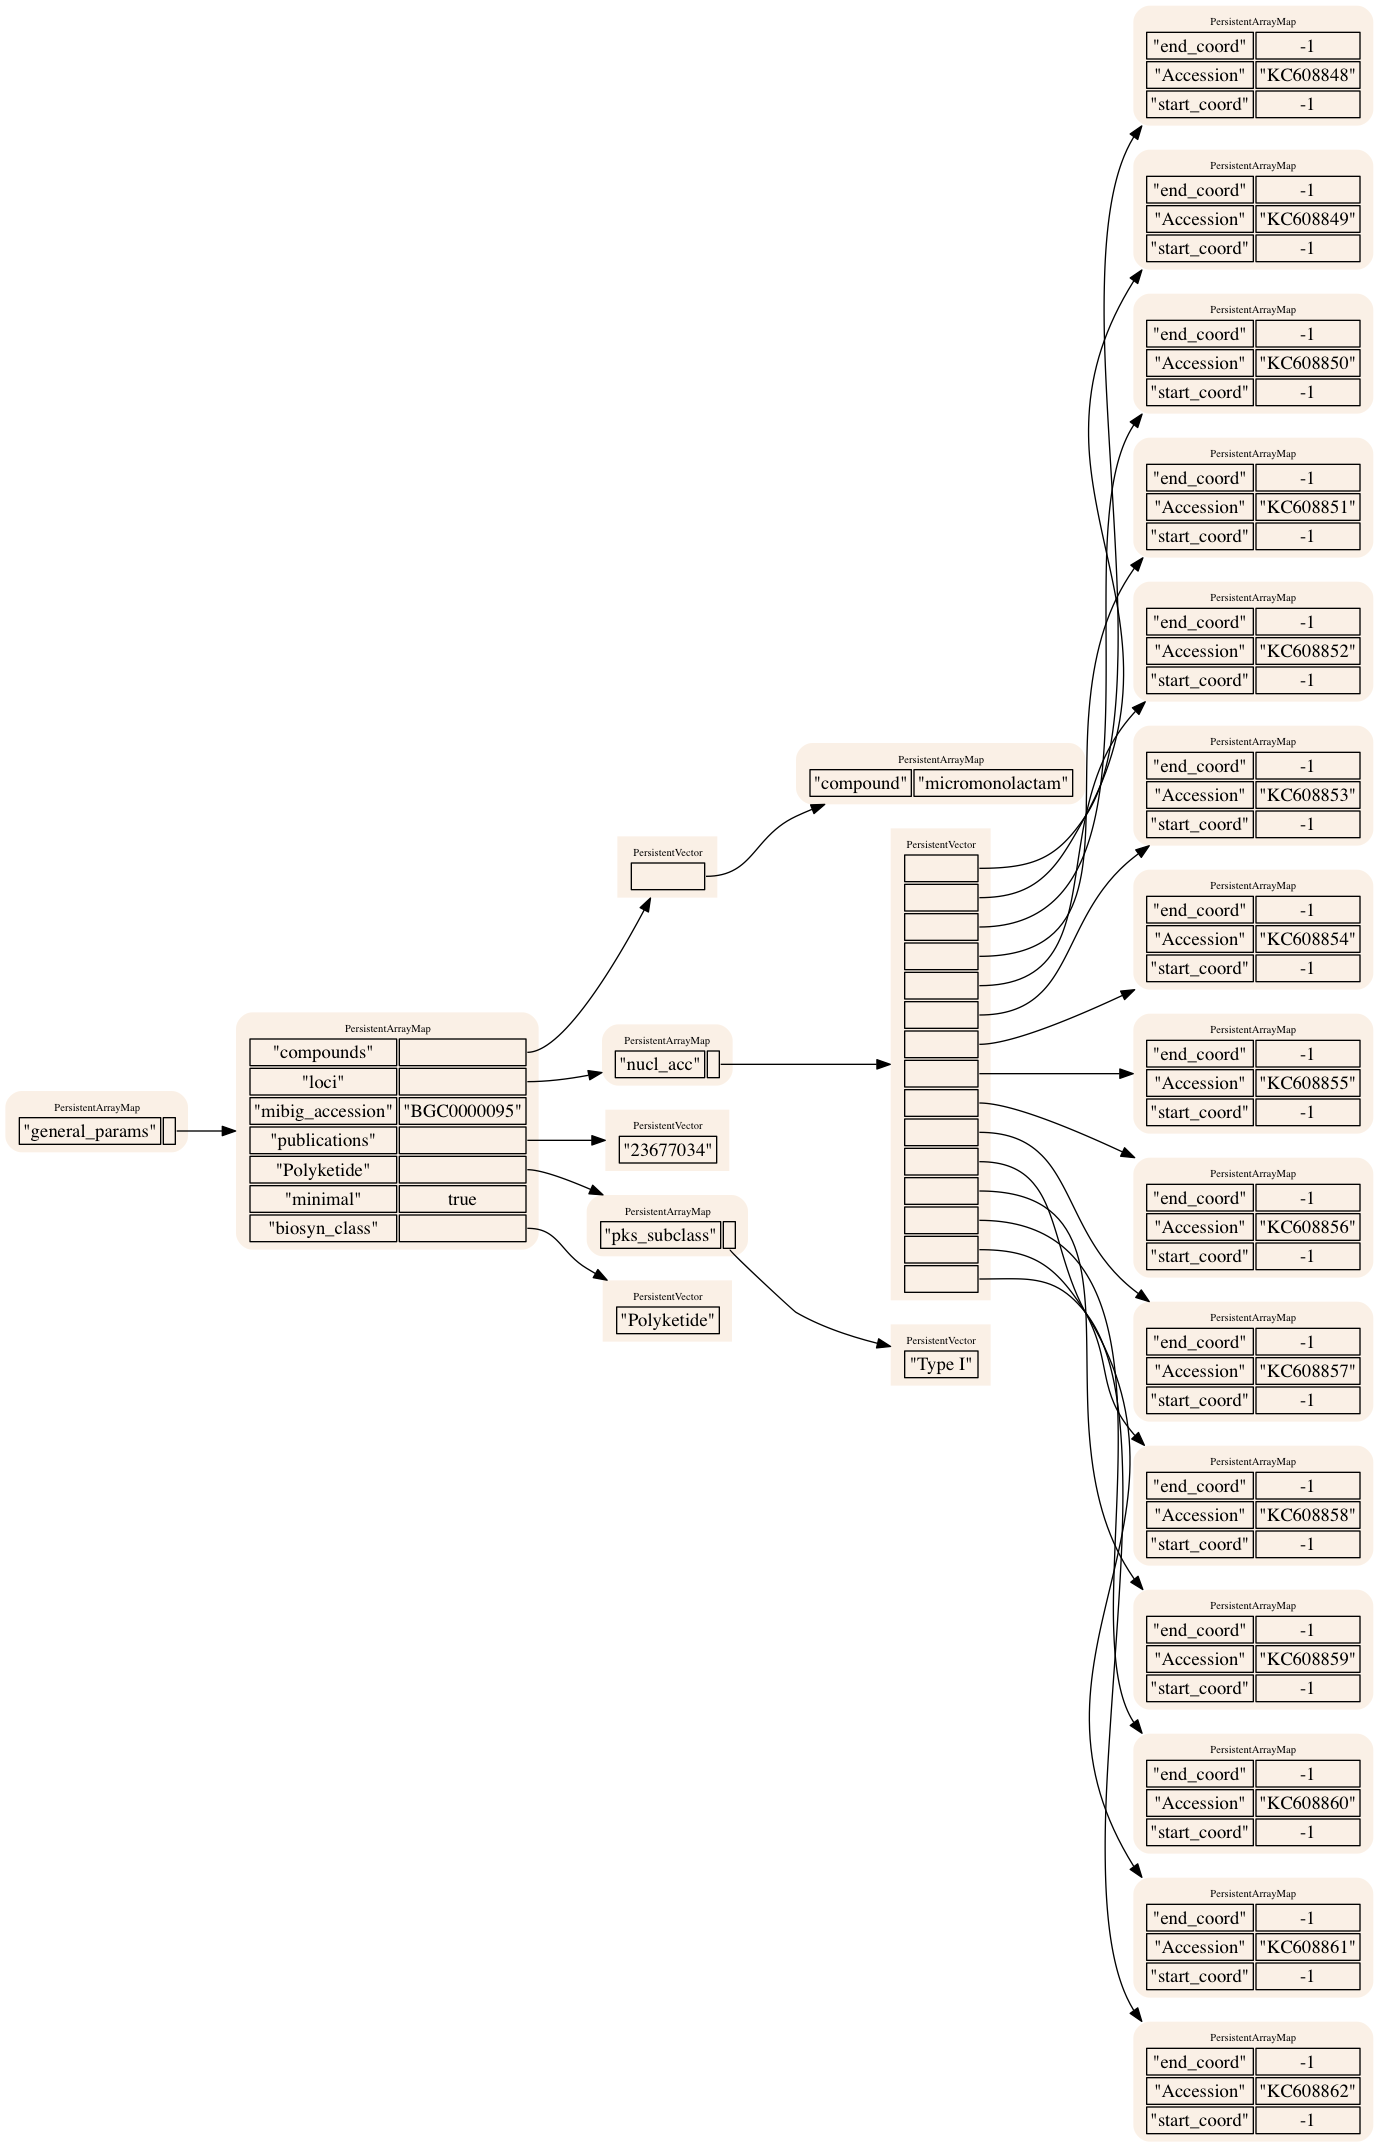 PersistentArrayMap
"general_params"
PersistentArrayMap
"compounds"
"loci"
"mibig_accession" "BGC0000095"
"publications"
"Polyketide"
"minimal" true
"biosyn_class"
PersistentVector
PersistentArrayMap
"nucl_acc"
PersistentVector
"23677034"
PersistentArrayMap
"pks_subclass"
PersistentVector
"Polyketide"
PersistentArrayMap
"compound" "micromonolactam"
PersistentVector
PersistentVector
"Type I"
PersistentArrayMap
"end_coord" -1
"Accession" "KC608848"
"start_coord" -1
PersistentArrayMap
"end_coord" -1
"Accession" "KC608849"
"start_coord" -1
PersistentArrayMap
"end_coord" -1
"Accession" "KC608850"
"start_coord" -1
PersistentArrayMap
"end_coord" -1
"Accession" "KC608851"
"start_coord" -1
PersistentArrayMap
"end_coord" -1
"Accession" "KC608852"
"start_coord" -1
PersistentArrayMap
"end_coord" -1
"Accession" "KC608853"
"start_coord" -1
PersistentArrayMap
"end_coord" -1
"Accession" "KC608854"
"start_coord" -1
PersistentArrayMap
"end_coord" -1
"Accession" "KC608855"
"start_coord" -1
PersistentArrayMap
"end_coord" -1
"Accession" "KC608856"
"start_coord" -1
PersistentArrayMap
"end_coord" -1
"Accession" "KC608857"
"start_coord" -1
PersistentArrayMap
"end_coord" -1
"Accession" "KC608858"
"start_coord" -1
PersistentArrayMap
"end_coord" -1
"Accession" "KC608859"
"start_coord" -1
PersistentArrayMap
"end_coord" -1
"Accession" "KC608860"
"start_coord" -1
PersistentArrayMap
"end_coord" -1
"Accession" "KC608861"
"start_coord" -1
PersistentArrayMap
"end_coord" -1
"Accession" "KC608862"
"start_coord" -1